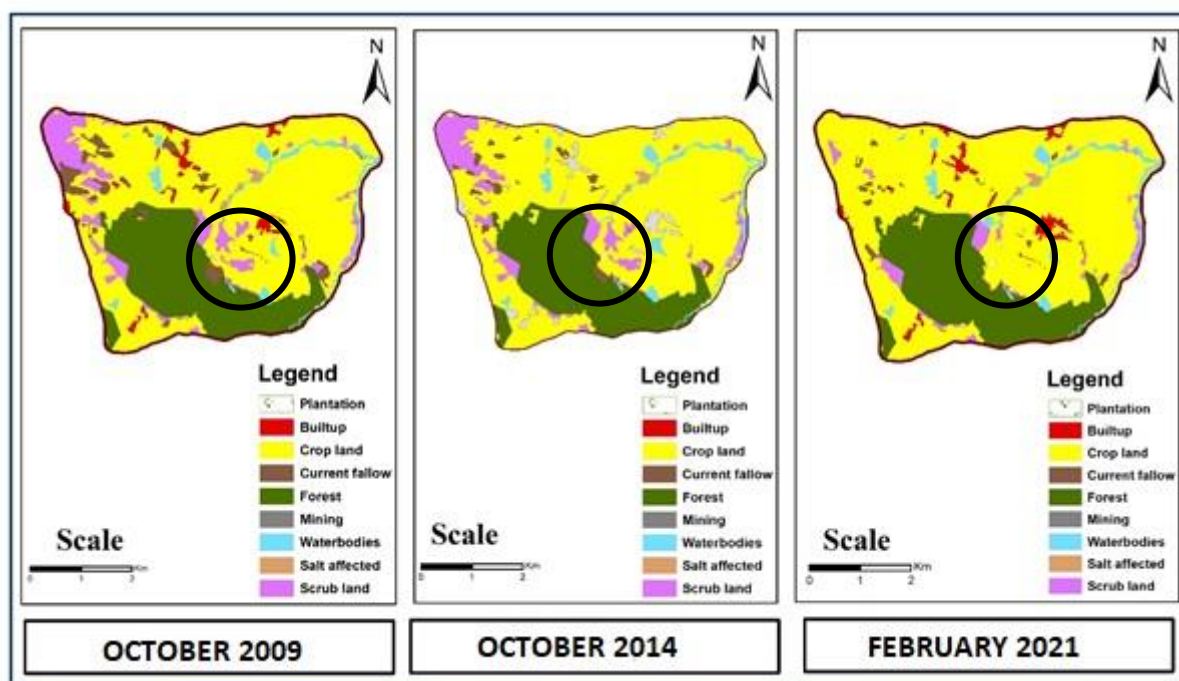 N
Legend
Plantation
Builtup
Crop land
Current fallow
Forest
Mining
Waterbodies
Salt affected
Scrub land
Scale
0 1 2 Km
OCTOBER 2009
N
Legend
Plantation
Builtup
Crop land
Current fallow
Forest
Mining
Waterbodies
Salt affected
Scrub land
Scale
0 1 2 Km
OCTOBER 2014
N
Legend
Plantation
Builtup
Crop land
Current fallow
Forest
Mining
Waterbodies
Salt affected
Scrub land
Scale
0 1 2 Km
FEBRUARY 2021